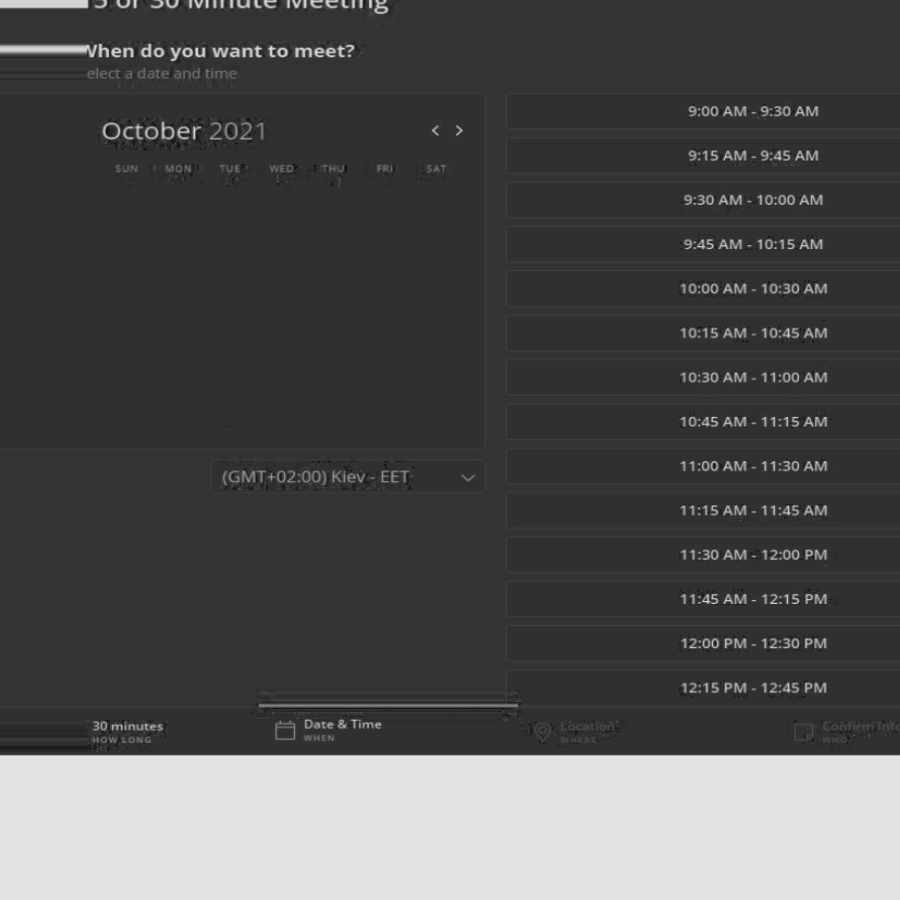 5 or 30 Minute Meeting
When do you want to meet?
elect a date and time
October 2021
SUN MON TUE WED THU FRI SAT
9:00 AM - 9:30 AM
9:15 AM - 9:45 AM
9:30 AM - 10:00 AM
9:45 AM - 10:15 AM
10:00 AM - 10:30 AM
10:15 AM - 10:45 AM
10:30 AM - 11:00 AM
10:45 AM - 11:15 AM
11:00 AM - 11:30 AM
11:15 AM - 11:45 AM
11:30 AM - 12:00 PM
11:45 AM - 12:15 PM
12:00 PM - 12:30 PM
12:15 PM - 12:45 PM
(GMT+02:00) Kiev - EET
30 minutes
HOW LONG
Date & Time
WHEN
Location
WHERE
Confirm Info
WHO